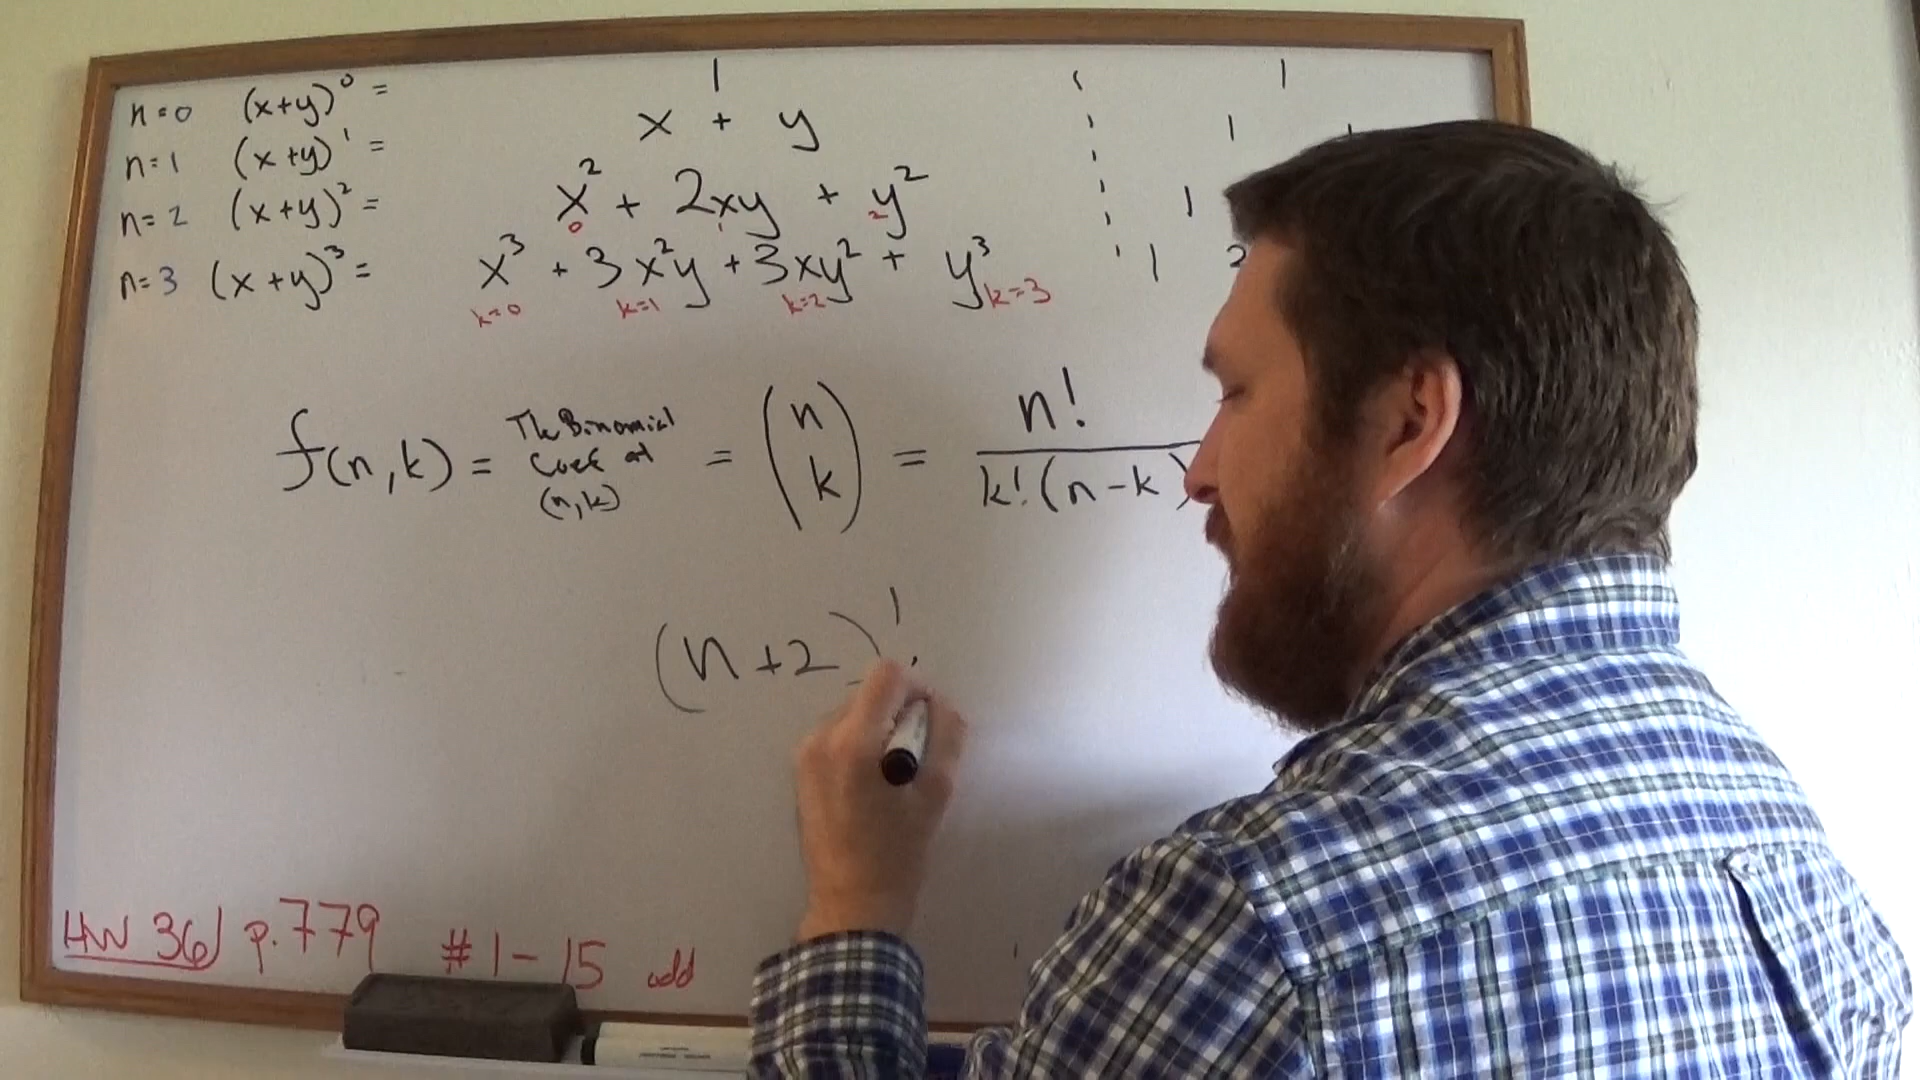 n=0 (x+y)^0 = 1 1
n=1 (x+y)^1 = x + y 1
n=2 (x+y)^2 = x^2 + 2xy + y^2 1
0 1 2
n=3 (x+y)^3 = x^3 + 3x^2y + 3xy^2 + y^3 1
k=0 k=1 k=2 k=3
f(n,k) = The Binomial Coef at (n,k) = (n k) = n! / k!(n-k)
(n+2)!
HW 36 p.779 #1-15 odd